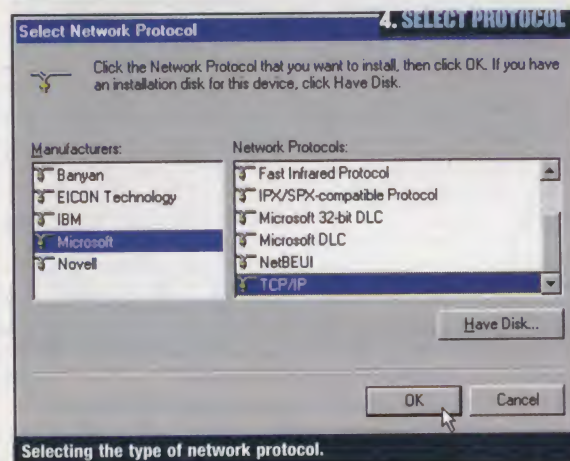 4. SELECT PROTOCOL
Select Network Protocol
Click the Network Protocol that you want to install, then click OK. If you have
an installation disk for this device, click Have Disk.
Manufacturers:
Banyan
EICON Technology
IBM
Microsoft
Novell
Network Protocols:
Fast Infrared Protocol
IPX/SPX-compatible Protocol
Microsoft 32-bit DLC
Microsoft DLC
NetBEUI
TCP/IP
Have Disk...
OK
Cancel
Selecting the type of network protocol.